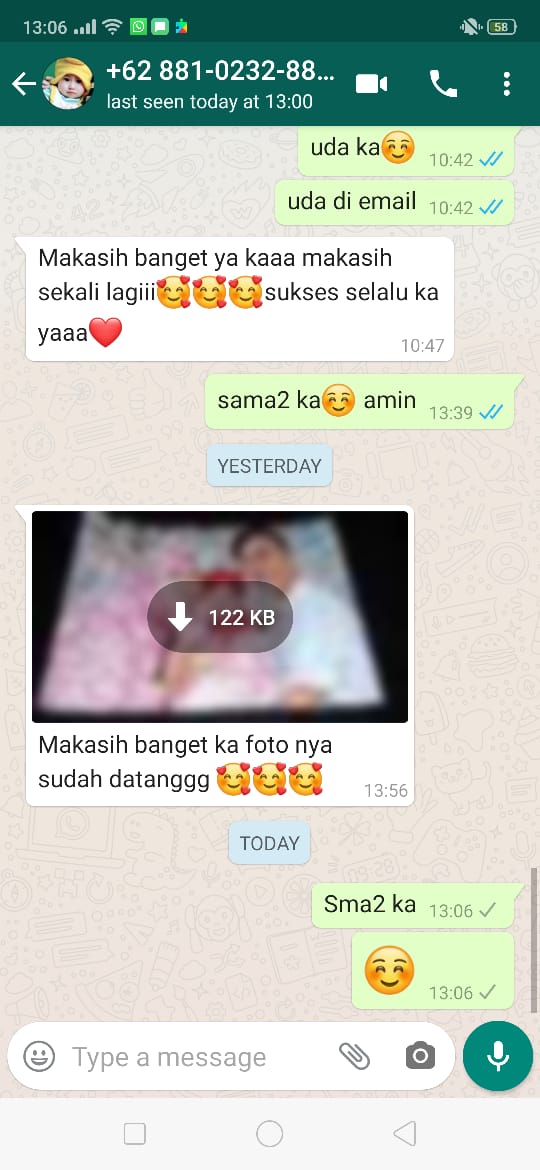 13:06
58
+62 881-0232-88...
last seen today at 13:00
uda ka☺️ 10:42
uda di email 10:42
Makasih banget ya kaaa makasih
sekali lagiii🥰🥰🥰sukses selalu ka
yaaa❤️
10:47
sama2 ka☺️ amin 13:39
YESTERDAY
122 KB
Makasih banget ka foto nya
sudah datanggg 🥰🥰🥰 13:56
TODAY
Sma2 ka 13:06
☺️ 13:06
Type a message